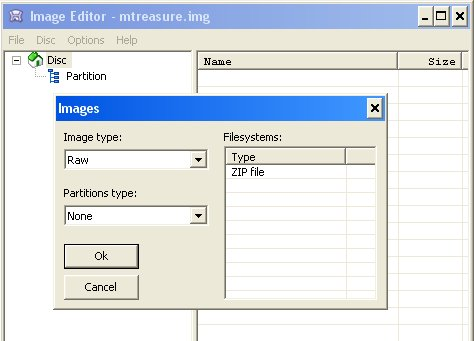 Image Editor - mtreasure.img
File Disc Options Help
Disc
Partition
Name Size
Images
Image type:
Raw
Partitions type:
None
Ok
Cancel
Filesystems:
Type
ZIP file